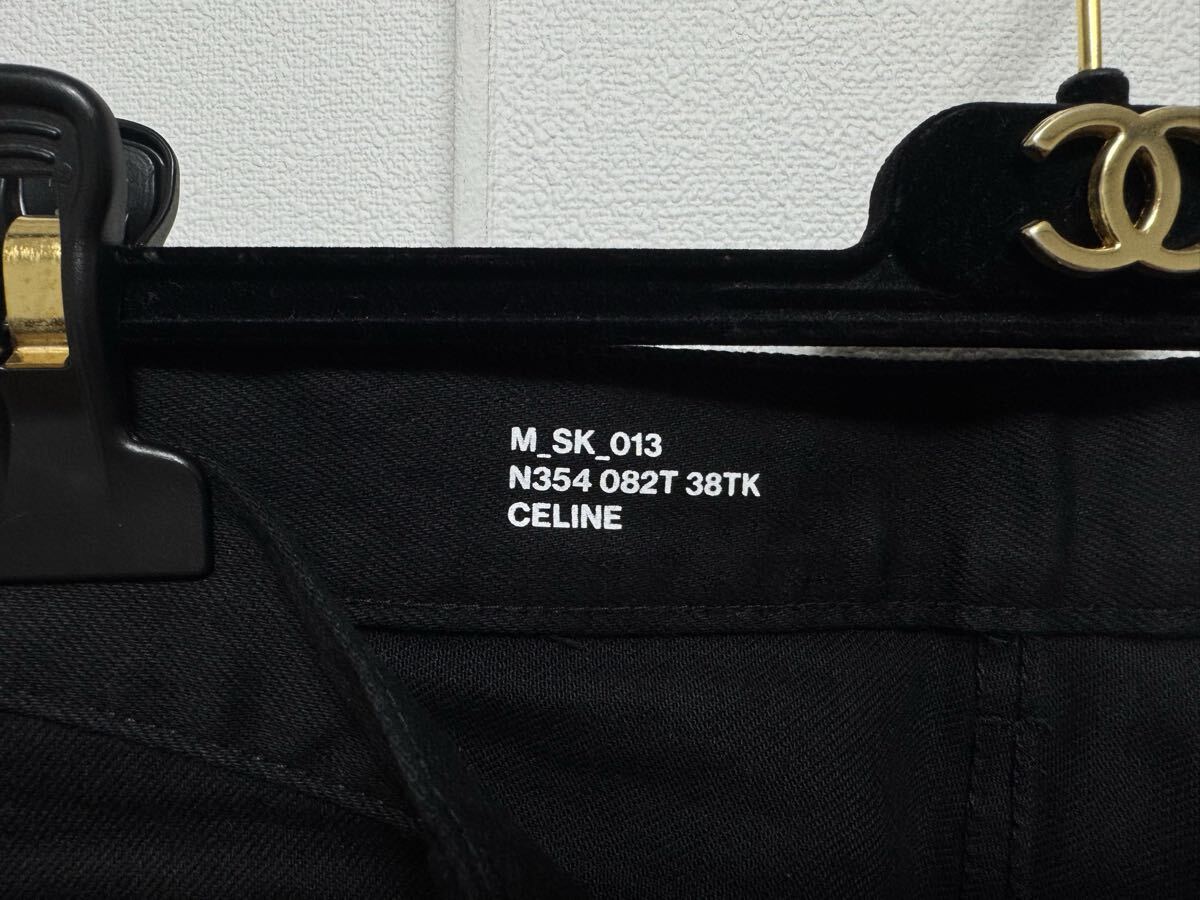 M_SK_013
N354 082T 38TK
CELINE